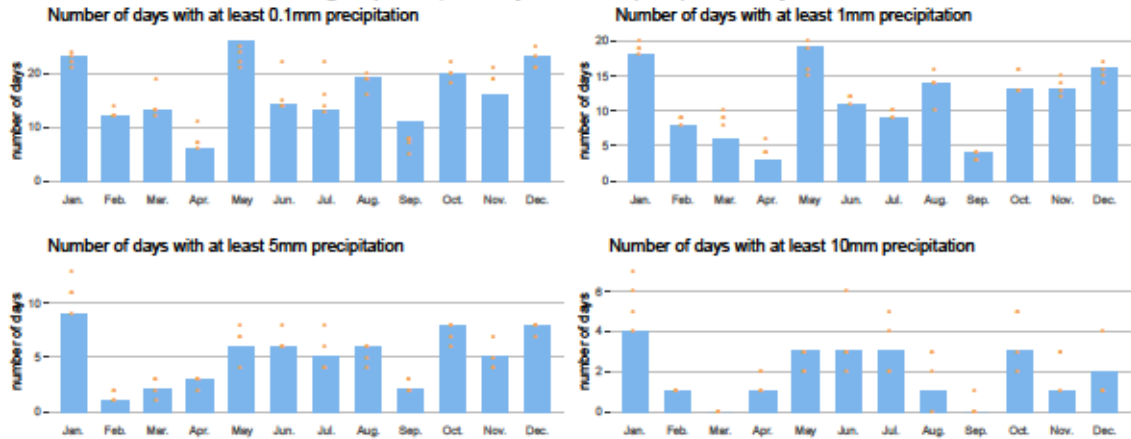 Number of days with at least 0.1mm precipitation
number of days
20
10
0
Jan. Feb. Mar. Apr. May Jun. Jul. Aug. Sep. Oct. Nov. Dec.
Number of days with at least 1mm precipitation
number of days
20
15
10
5
0
Jan. Feb. Mar. Apr. May Jun. Jul. Aug. Sep. Oct. Nov. Dec.
Number of days with at least 5mm precipitation
number of days
10
5
0
Jan. Feb. Mar. Apr. May Jun. Jul. Aug. Sep. Oct. Nov. Dec.
Number of days with at least 10mm precipitation
number of days
6
4
2
0
Jan. Feb. Mar. Apr. May Jun. Jul. Aug. Sep. Oct. Nov. Dec.